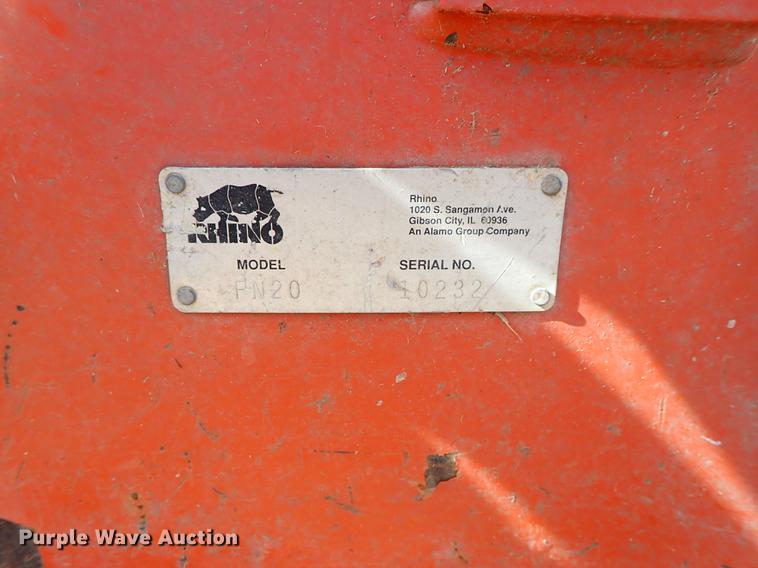 RHINO
Rhino
1020 S. Sangamon Ave.
Gibson City, IL 60936
An Alamo Group Company
MODEL SERIAL NO.
FN20 10232
Purple Wave Auction